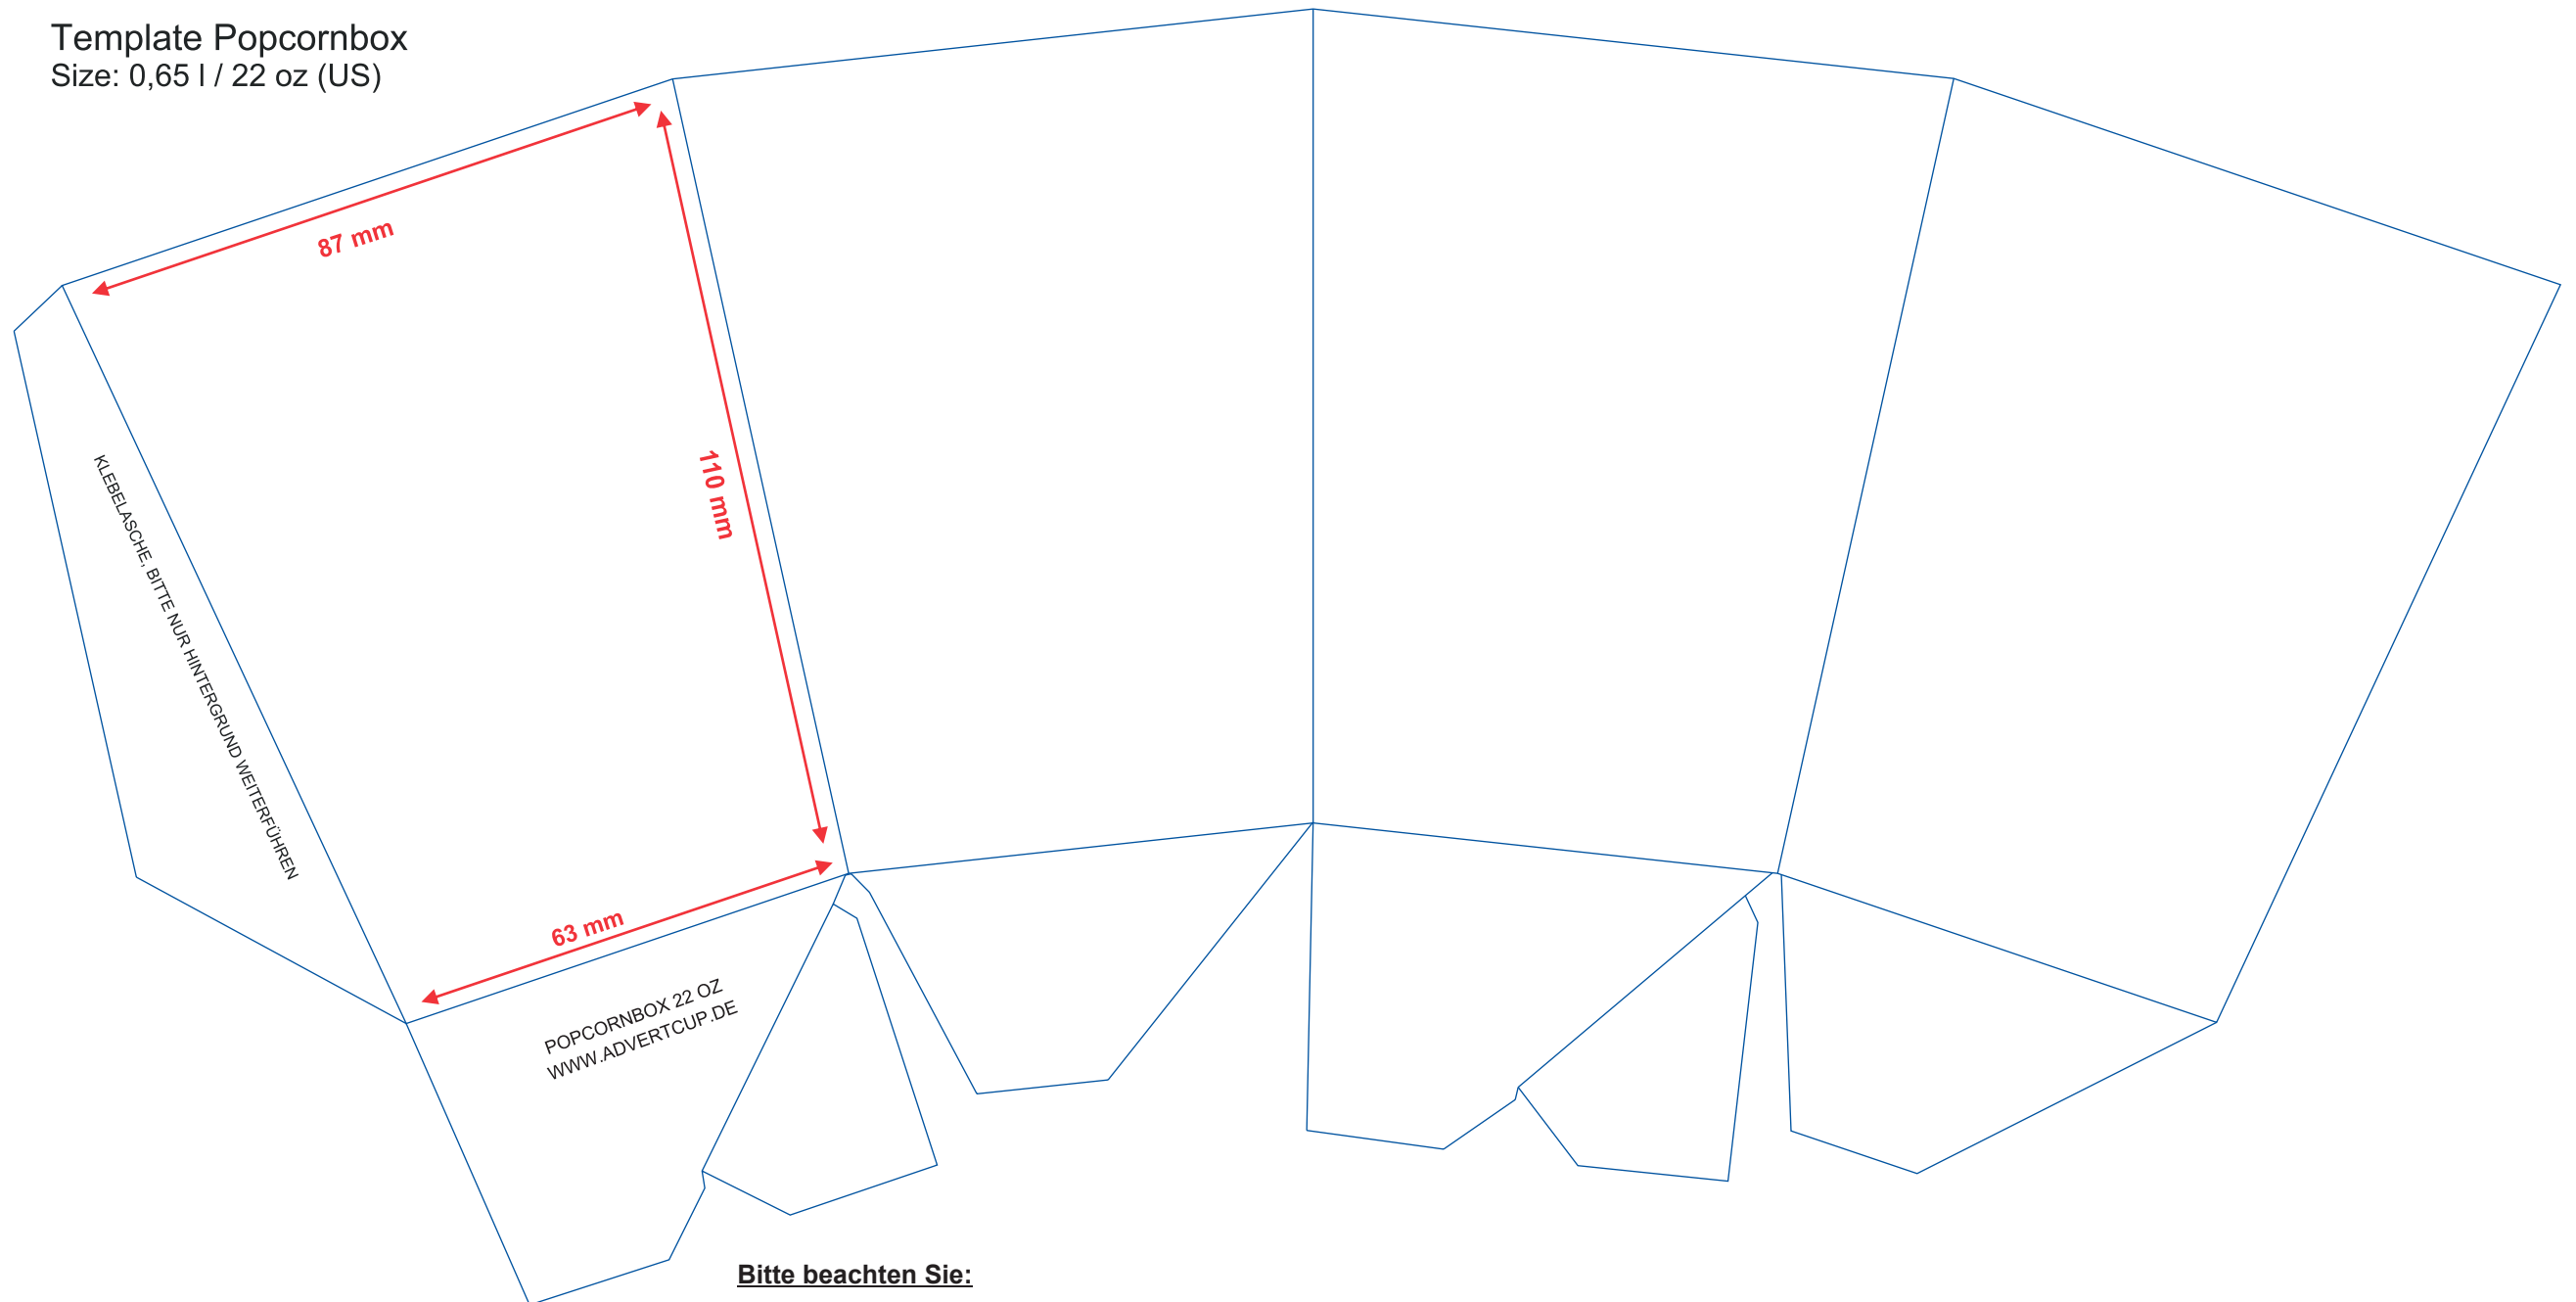 Template Popcornbox
Size: 0,65 l / 22 oz (US)
87 mm
110 mm
KLEBELASCHE, BITTE NUR HINTERGRUND WEITERFÜHREN
63 mm
POPCORNBOX 22 OZ
WWW.ADVERTCUP.DE
Bitte beachten Sie: